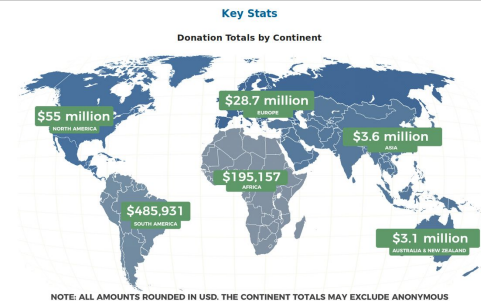 Key Stats
Donation Totals by Continent
$55 million
NORTH AMERICA
$28.7 million
EUROPE
$3.6 million
ASIA
$195,157
AFRICA
$485,931
SOUTH AMERICA
$3.1 million
AUSTRALIA & NEW ZEALAND
NOTE: ALL AMOUNTS ROUNDED IN USD. THE CONTINENT TOTALS MAY EXCLUDE ANONYMOUS